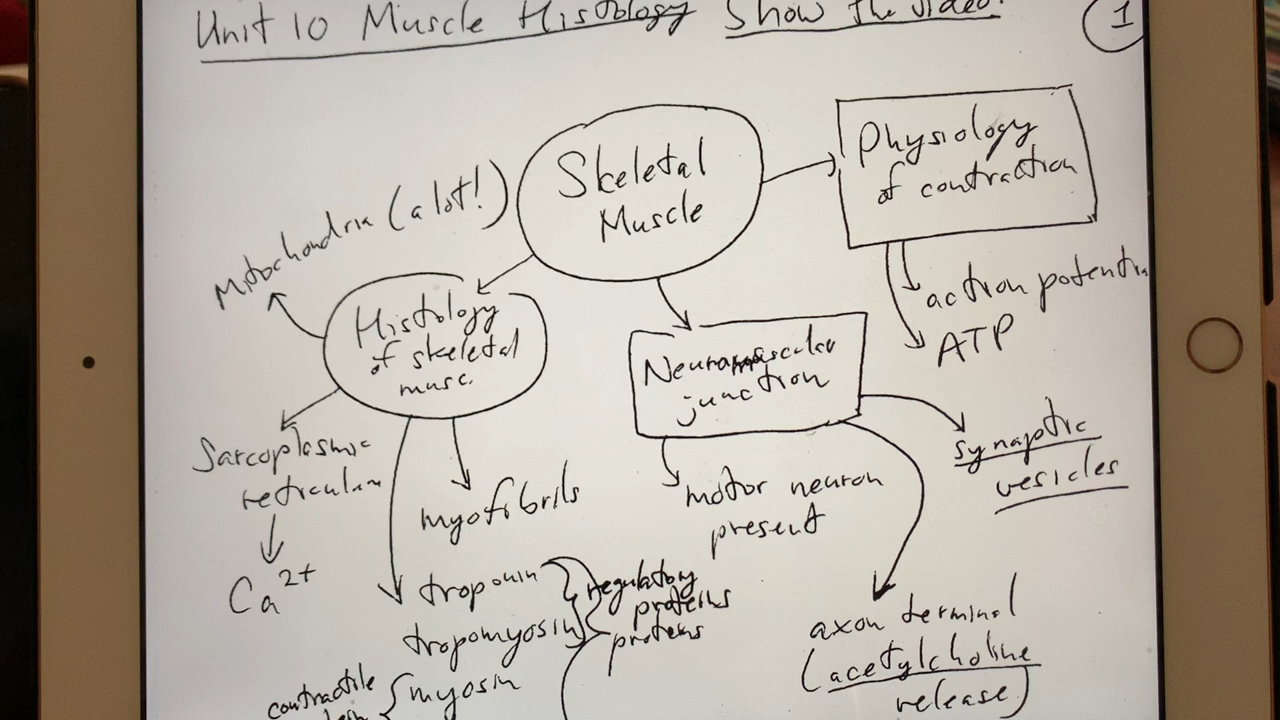 Unit 10 Muscle Histology Show the video!
1
Skeletal
Muscle
Physiology
of contraction
action potentia
ATP
Mitochondria (a lot!)
Histology
of skeletal
musc.
Neuromuscular
junction
Sarcoplasmic
reticulum
Ca2+
myofibrils
motor neuron
present
synaptic
vesicles
troponin
tropomyosin
regulatory
proteins
proteins
contractile
myosin
axon terminal
(acetylcholine
release)